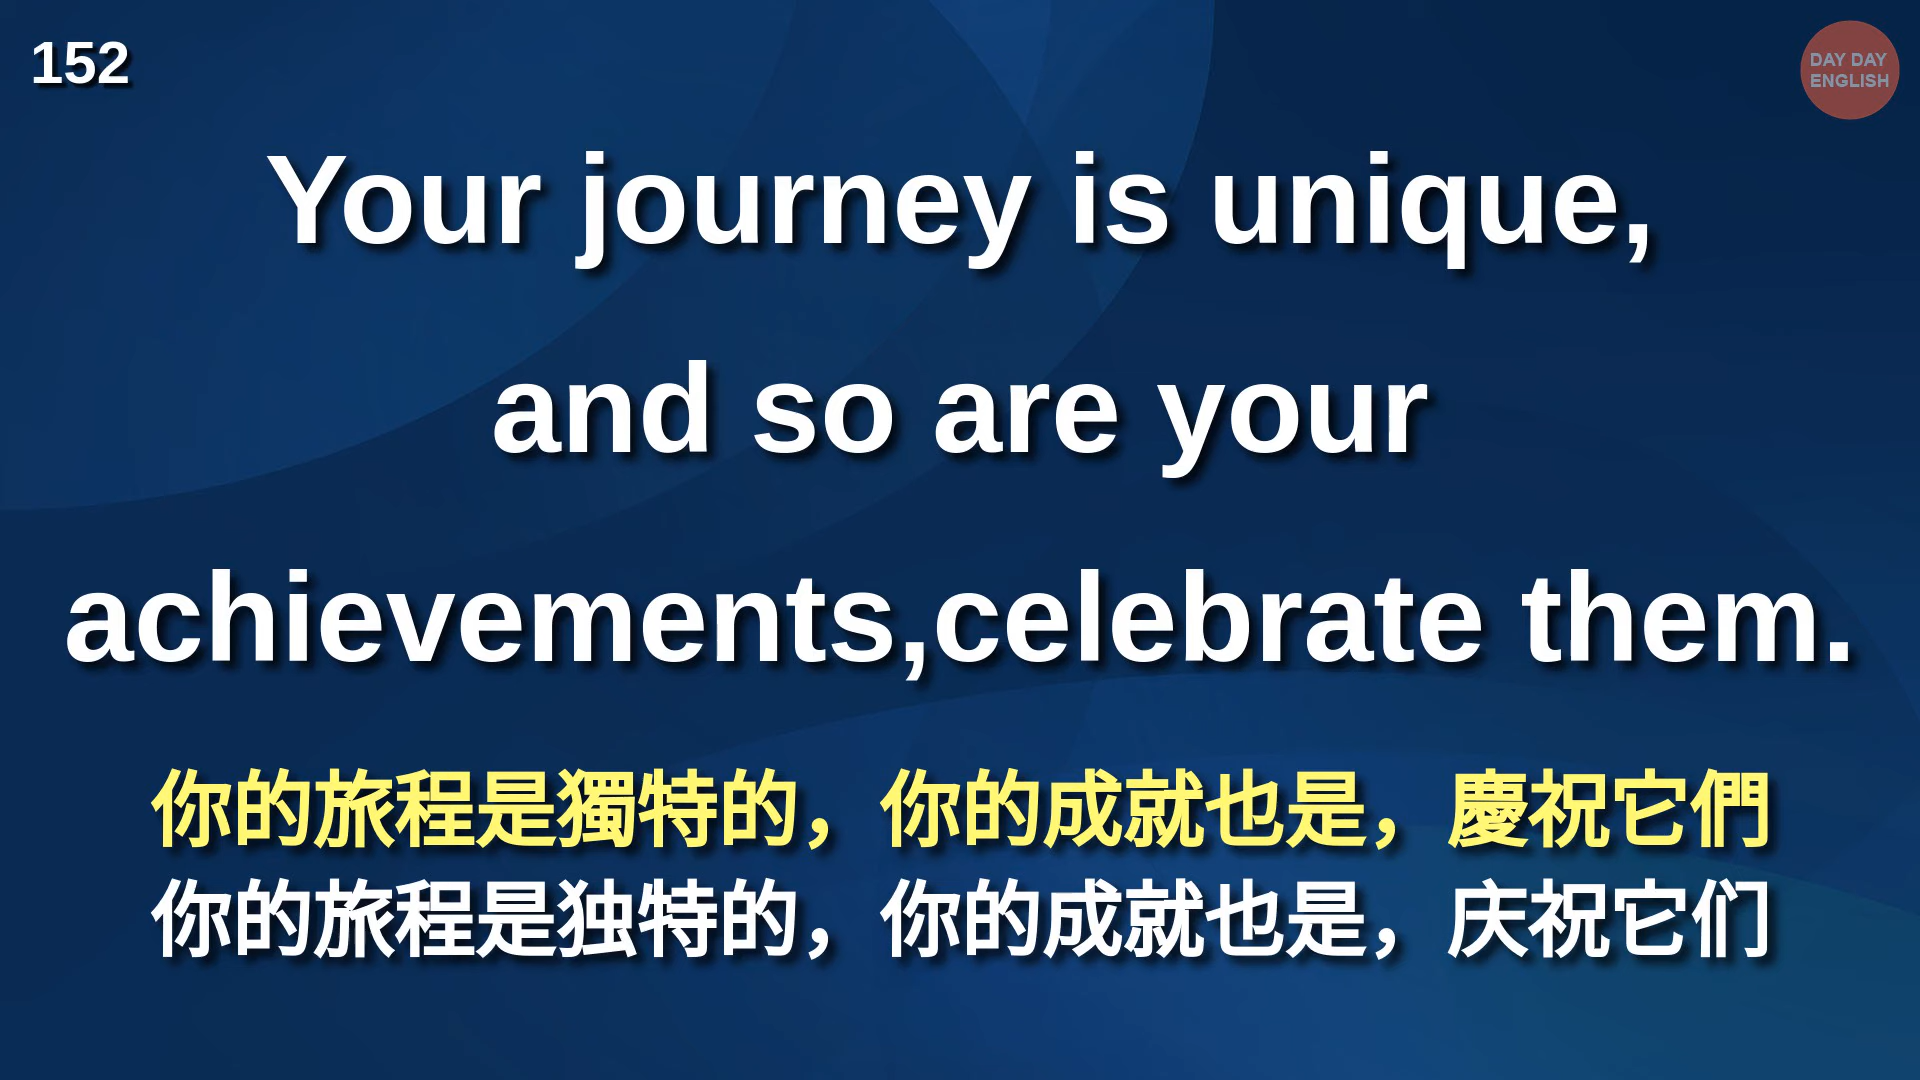 152
DAY DAY
ENGLISH
Your journey is unique,
and so are your
achievements,celebrate them.
你的旅程是獨特的，你的成就也是，慶祝它們
你的旅程是独特的，你的成就也是，庆祝它们